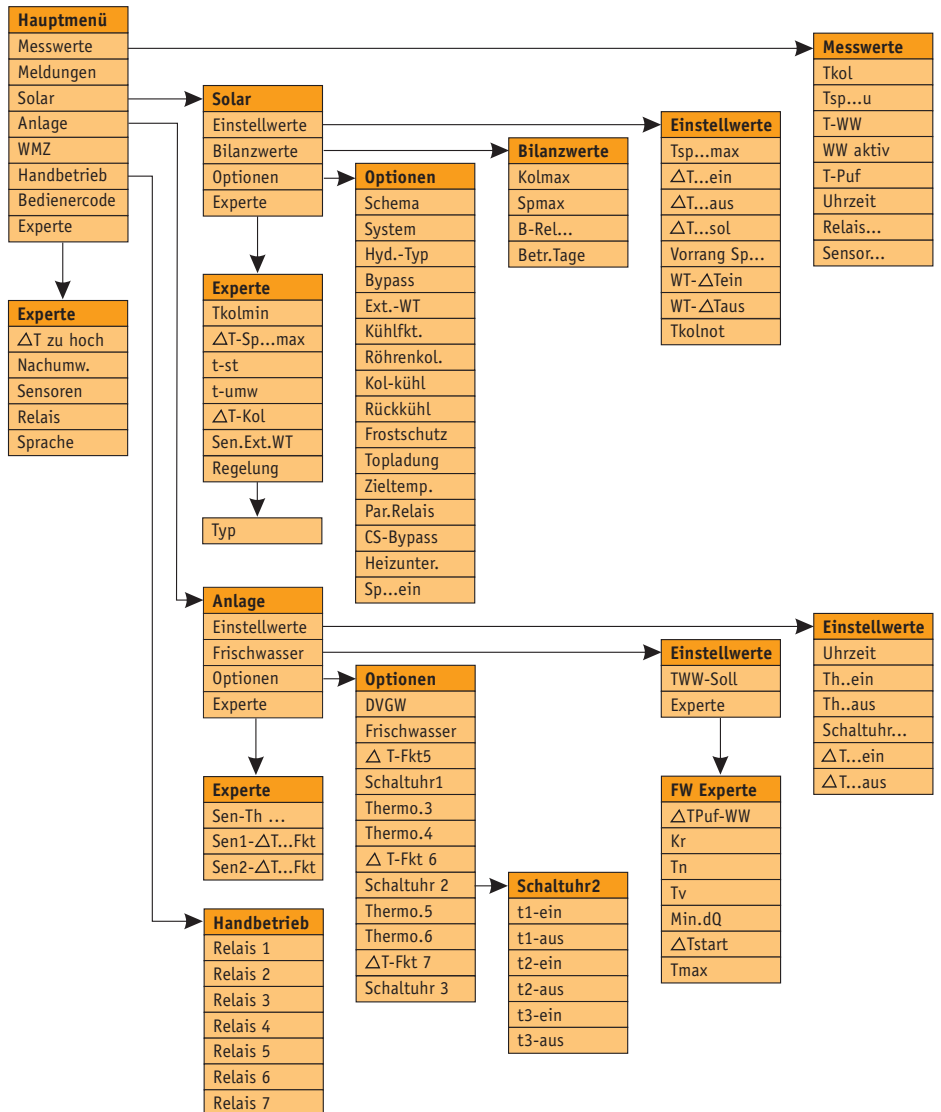 Hauptmenü
Messwerte
Meldungen
Solar
Anlage
WMZ
Handbetrieb
Bedienercode
Experte
Experte
△T zu hoch
Nachumw.
Sensoren
Relais
Sprache
Solar
Einstellwerte
Bilanzwerte
Optionen
Experte
Experte
Tkolmin
△T-Sp...max
t-st
t-umw
△T-Kol
Sen.Ext.WT
Regelung
Typ
Optionen
Schema
System
Hyd.-Typ
Bypass
Ext.-WT
Kühlfkt.
Röhrenkol.
Kol-kühl
Rückkühl
Frostschutz
Topladung
Zieltemp.
Par.Relais
CS-Bypass
Heizunter.
Sp...ein
Bilanzwerte
Kolmax
Spmax
B-Rel...
Betr.Tage
Einstellwerte
Tsp...max
△T...ein
△T...aus
△T...sol
Vorrang Sp...
WT-△Tein
WT-△Taus
Tkolnot
Messwerte
Tkol
Tsp...u
T-WW
WW aktiv
T-Puf
Uhrzeit
Relais...
Sensor...
Anlage
Einstellwerte
Frischwasser
Optionen
Experte
Experte
Sen-Th ...
Sen1-△T...Fkt
Sen2-△T...Fkt
Handbetrieb
Relais 1
Relais 2
Relais 3
Relais 4
Relais 5
Relais 6
Relais 7
Optionen
DVGW
Frischwasser
△ T-Fkt5
Schaltuhr1
Thermo.3
Thermo.4
△ T-Fkt 6
Schaltuhr 2
Thermo.5
Thermo.6
△T-Fkt 7
Schaltuhr 3
Schaltuhr2
t1-ein
t1-aus
t2-ein
t2-aus
t3-ein
t3-aus
Einstellwerte
TWW-Soll
Experte
FW Experte
△TPuf-WW
Kr
Tn
Tv
Min.dQ
△Tstart
Tmax
Einstellwerte
Uhrzeit
Th..ein
Th..aus
Schaltuhr...
△T...ein
△T...aus